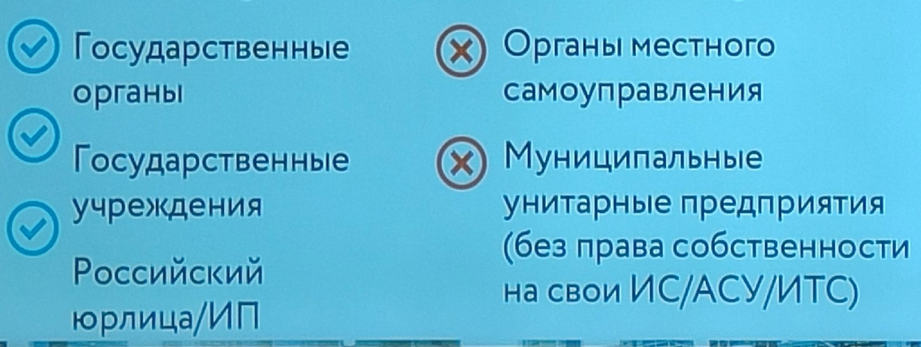 Государственные
органы
Государственные
учреждения
Российский
юрлица/ИП
Органы местного
самоуправления
Муниципальные
унитарные предприятия
(без права собственности
на свои ИС/АСУ/ИТС)